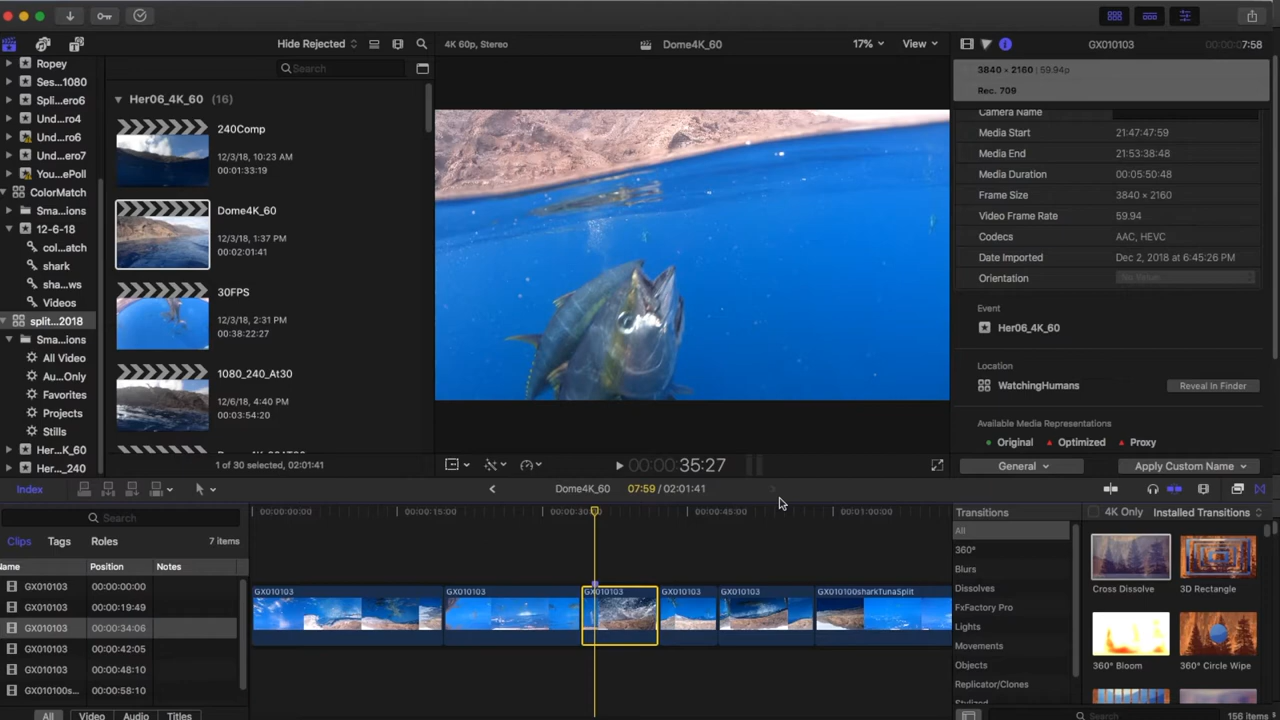 Hide Rejected
4K 60p, Stereo
Dome4K_60
17%
View
GX010103
00:00:07:58
Ropey
Ses...1080
Spli...ero6
Und...ro4
Und...ro6
Und...ero7
You...ePoll
ColorMatch
Sma...ions
12-6-18
col...atch
shark
sha...ws
Videos
split...2018
Sma...ions
All Video
Au...Only
Favorites
Projects
Stills
Her...K_60
Her..._240
Search
Her06_4K_60 (16)
240Comp
12/3/18, 10:23 AM
00:01:33:19
Dome4K_60
12/3/18, 1:37 PM
00:02:01:41
30FPS
12/3/18, 2:31 PM
00:38:22:27
1080_240_At30
12/6/18, 4:40 PM
00:03:54:20
1 of 30 selected, 02:01:41
00:00:00:35:27
3840 × 2160 | 59.94p
Rec. 709
Camera Name
Media Start 21:47:47:59
Media End 21:53:38:48
Media Duration 00:05:50:48
Frame Size 3840 × 2160
Video Frame Rate 59.94
Codecs AAC, HEVC
Date Imported Dec 2, 2018 at 6:45:26 PM
Orientation
Event
Her06_4K_60
Location
WatchingHumans
Reveal In Finder
Available Media Representations
Original Optimized Proxy
General
Apply Custom Name
Index
Dome4K_60
07:59 / 02:01:41
Search
Clips Tags Roles 7 items
Name Position Notes
GX010103 00:00:00:00
GX010103 00:00:19:49
GX010103 00:00:34:06
GX010103 00:00:42:05
GX010103 00:00:48:10
GX010100s... 00:00:58:10
All Video Audio Titles
00:00:00:00
00:00:15:00
00:00:30:
00:00:45:00
00:01:00:00
GX010103
GX010103
GX010103
GX010103
GX010103
GX010100sharkTunaSplit
Transitions
4K Only
Installed Transitions
All
360°
Blurs
Dissolves
FxFactory Pro
Lights
Movements
Objects
Replicator/Clones
Stylized
Cross Dissolve
3D Rectangle
360° Bloom
360° Circle Wipe
Search
156 items